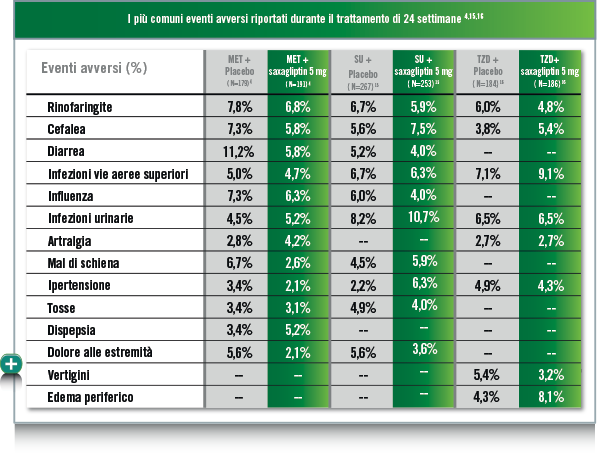 I più comuni eventi avversi riportati durante il trattamento di 24 settimane 4,15,16
Eventi avversi (%) MET + Placebo (N=179)⁴ MET + saxagliptin 5 mg (N=191)⁴ SU + Placebo (N=267)¹⁵ SU + saxagliptin 5 mg (N=253)¹⁵ TZD + Placebo (N=184)¹⁶ TZD+ saxagliptin 5 mg (N=186)¹⁶
Rinofaringite 7,8% 6,8% 6,7% 5,9% 6,0% 4,8%
Cefalea 7,3% 5,8% 5,6% 7,5% 3,8% 5,4%
Diarrea 11,2% 5,8% 5,2% 4,0% -- --
Infezioni vie aeree superiori 5,0% 4,7% 6,7% 6,3% 7,1% 9,1%
Influenza 7,3% 6,3% 6,0% 4,0% -- --
Infezioni urinarie 4,5% 5,2% 8,2% 10,7% 6,5% 6,5%
Artralgia 2,8% 4,2% -- -- 2,7% 2,7%
Mal di schiena 6,7% 2,6% 4,5% 5,9% -- --
Ipertensione 3,4% 2,1% 2,2% 6,3% 4,9% 4,3%
Tosse 3,4% 3,1% 4,9% 4,0% -- --
Dispepsia 3,4% 5,2% -- -- -- --
Dolore alle estremità 5,6% 2,1% 5,6% 3,6% -- --
Vertigini -- -- -- -- 5,4% 3,2%
Edema periferico -- -- -- -- 4,3% 8,1%